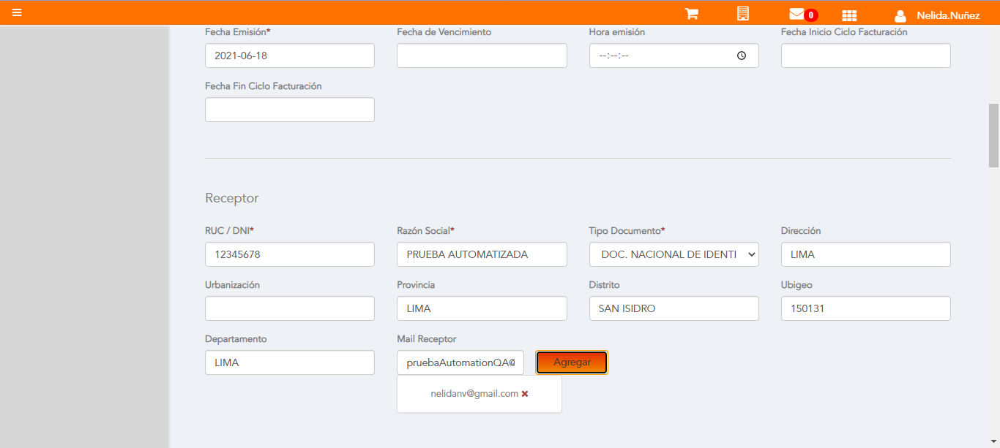 0 Nelida.Nuñez
Fecha Emisión* Fecha de Vencimiento Hora emisión Fecha Inicio Ciclo Facturación
2021-06-18 --:--:--
Fecha Fin Ciclo Facturación
Receptor
RUC / DNI* Razón Social* Tipo Documento* Dirección
12345678 PRUEBA AUTOMATIZADA DOC. NACIONAL DE IDENTI LIMA
Urbanización Provincia Distrito Ubigeo
LIMA SAN ISIDRO 150131
Departamento Mail Receptor
LIMA pruebaAutomationQA@ Agregar
nelidanv@gmail.com